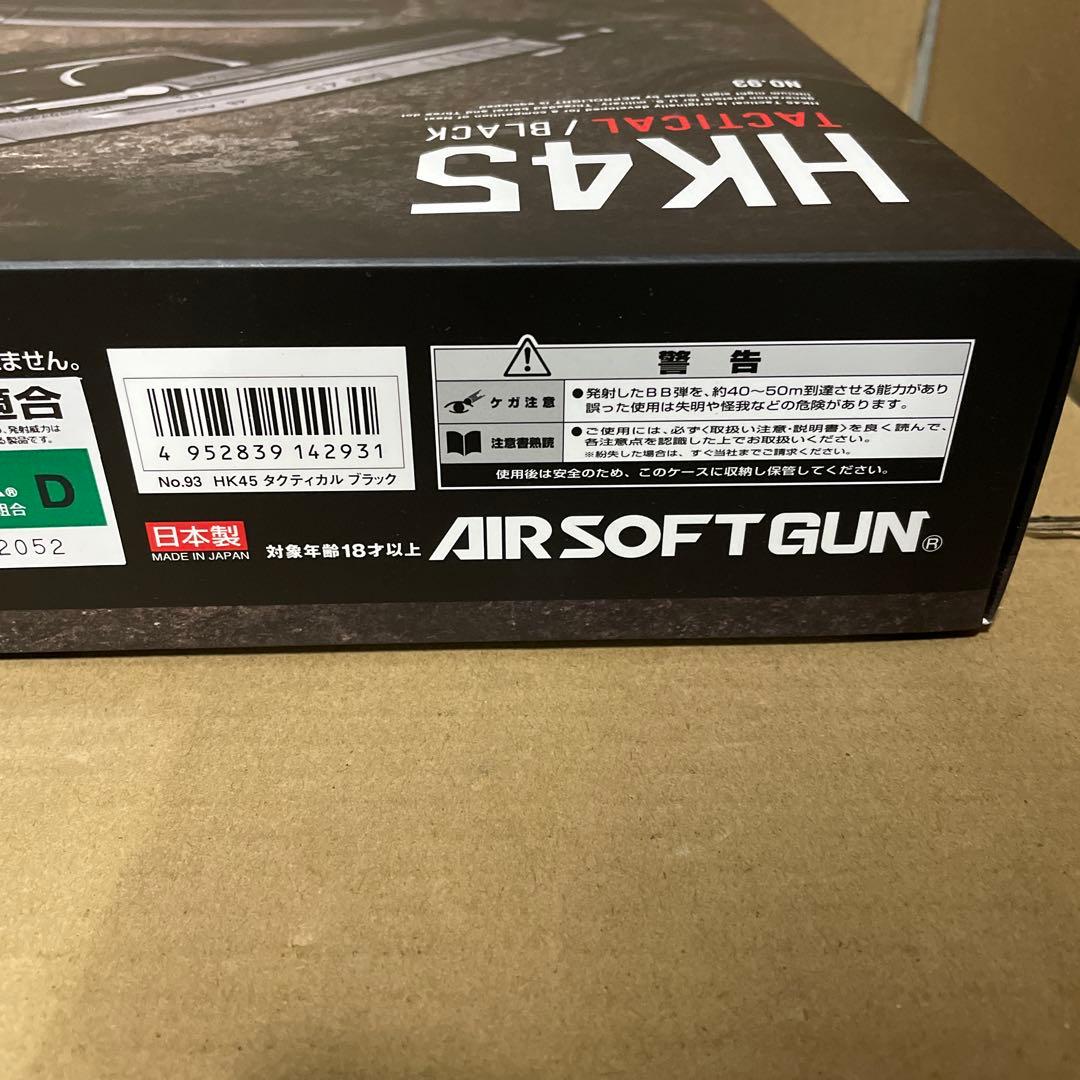 HK45
TACTICAL / BLACK
NO.93
ません。
適合
発射威力は
る製品です。
D
組合
2052
4 952839 142931
No.93 HK45 タクティカル ブラック
日本製
MADE IN JAPAN
対象年齢18才以上
警告
ケガ注意
●発射したBB弾を、約40〜50m到達させる能力があり
誤った使用は失明や怪我などの危険があります。
注意書熟読
●ご使用には、必ず〈取扱い注意・説明書〉を良く読んで、
各注意点を認識した上でお取扱いください。
※紛失した場合は、すぐ当社までご請求ください。
使用後は安全のため、このケースに収納し保管してください。
AIRSOFTGUN®